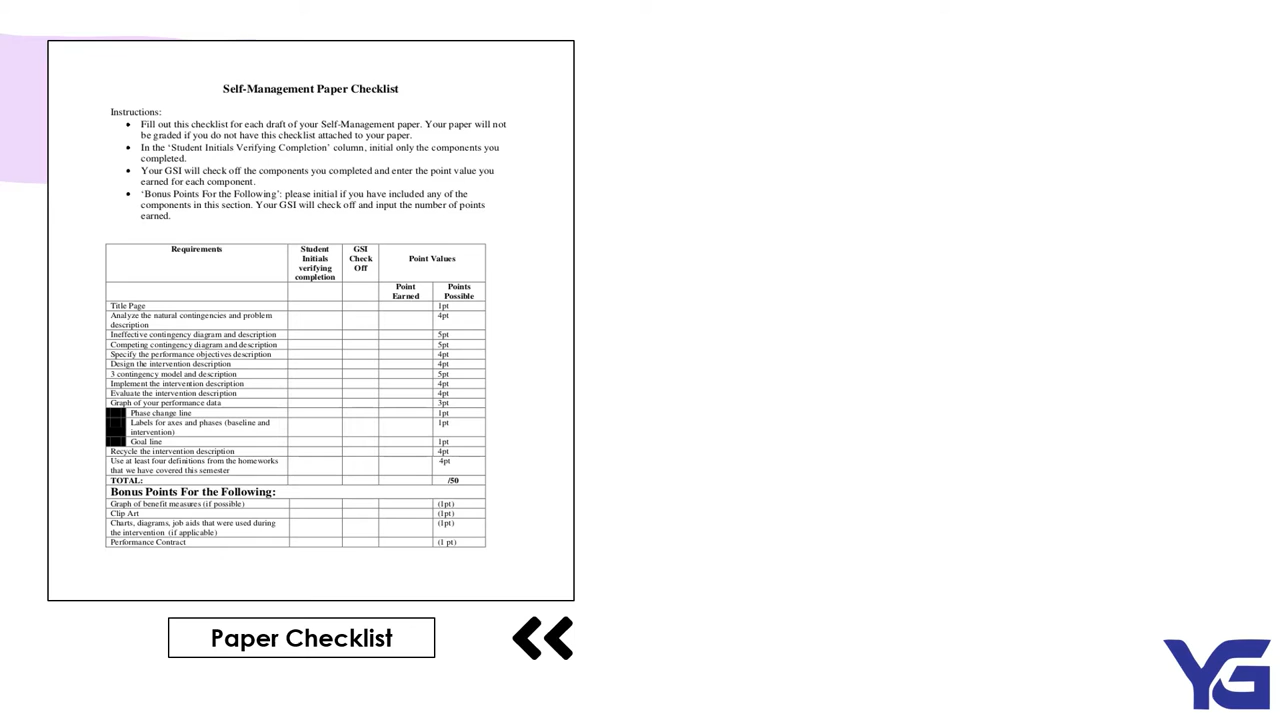 Self-Management Paper Checklist
Instructions:
• Fill out this checklist for each draft of your Self-Management paper. Your paper will not
be graded if you do not have this checklist attached to your paper.
• In the ‘Student Initials Verifying Completion’ column, initial only the components you
completed.
• Your GSI will check off the components you completed and enter the point value you
earned for each component.
• ‘Bonus Points For the Following’: please initial if you have included any of the
components in this section. Your GSI will check off and input the number of points
earned.
Requirements
Student
Initials
verifying
completion
GSI
Check
Off
Point Values
Point
Earned
Points
Possible
Title Page 1pt
Analyze the natural contingencies and problem 4pt
description
Ineffective contingency diagram and description 5pt
Competing contingency diagram and description 5pt
Specify the performance objectives description 4pt
Design the intervention description 4pt
3 contingency model and description 5pt
Implement the intervention description 4pt
Evaluate the intervention description 4pt
Graph of your performance data 3pt
Phase change line 1pt
Labels for axes and phases (baseline and 1pt
intervention)
Goal line 1pt
Recycle the intervention description 4pt
Use at least four definitions from the homeworks 4pt
that we have covered this semester
TOTAL: /50
Bonus Points For the Following:
Graph of benefit measures (if possible) (1pt)
Clip Art (1pt)
Charts, diagrams, job aids that were used during (1pt)
the intervention (if applicable)
Performance Contract (1 pt)
Paper Checklist
YG